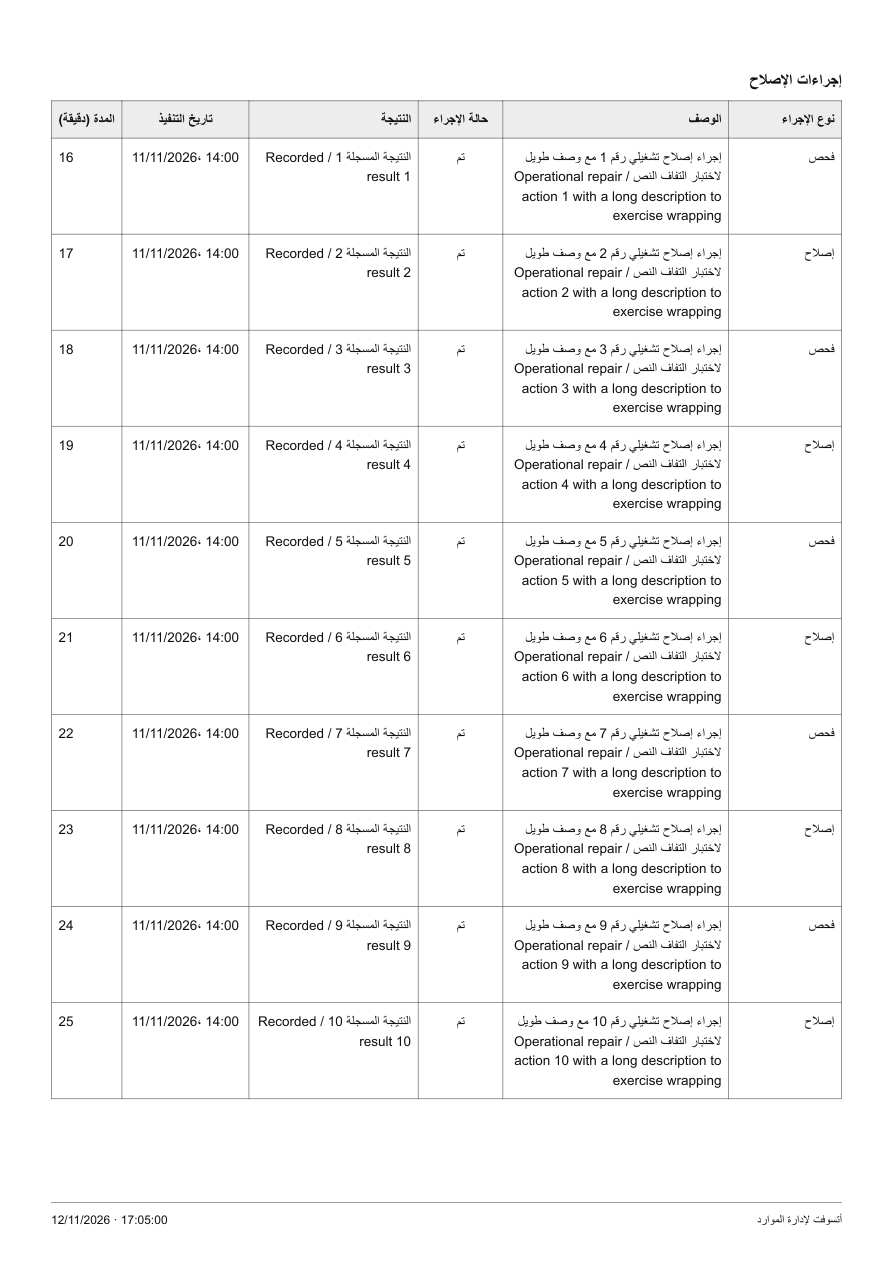 إجراءات الإصلاح
نوع الإجراء الوصف حالة الإجراء النتيجة تاريخ التنفيذ المدة (دقيقة)
فحص إجراء إصلاح تشغيلي رقم 1 مع وصف طويل تم النتيجة المسجلة 1 / Recorded 11/11/2026، 14:00 16
لاختبار التفاف النص / Operational repair result 1
action 1 with a long description to
exercise wrapping
إصلاح إجراء إصلاح تشغيلي رقم 2 مع وصف طويل تم النتيجة المسجلة 2 / Recorded 11/11/2026، 14:00 17
لاختبار التفاف النص / Operational repair result 2
action 2 with a long description to
exercise wrapping
فحص إجراء إصلاح تشغيلي رقم 3 مع وصف طويل تم النتيجة المسجلة 3 / Recorded 11/11/2026، 14:00 18
لاختبار التفاف النص / Operational repair result 3
action 3 with a long description to
exercise wrapping
إصلاح إجراء إصلاح تشغيلي رقم 4 مع وصف طويل تم النتيجة المسجلة 4 / Recorded 11/11/2026، 14:00 19
لاختبار التفاف النص / Operational repair result 4
action 4 with a long description to
exercise wrapping
فحص إجراء إصلاح تشغيلي رقم 5 مع وصف طويل تم النتيجة المسجلة 5 / Recorded 11/11/2026، 14:00 20
لاختبار التفاف النص / Operational repair result 5
action 5 with a long description to
exercise wrapping
إصلاح إجراء إصلاح تشغيلي رقم 6 مع وصف طويل تم النتيجة المسجلة 6 / Recorded 11/11/2026، 14:00 21
لاختبار التفاف النص / Operational repair result 6
action 6 with a long description to
exercise wrapping
فحص إجراء إصلاح تشغيلي رقم 7 مع وصف طويل تم النتيجة المسجلة 7 / Recorded 11/11/2026، 14:00 22
لاختبار التفاف النص / Operational repair result 7
action 7 with a long description to
exercise wrapping
إصلاح إجراء إصلاح تشغيلي رقم 8 مع وصف طويل تم النتيجة المسجلة 8 / Recorded 11/11/2026، 14:00 23
لاختبار التفاف النص / Operational repair result 8
action 8 with a long description to
exercise wrapping
فحص إجراء إصلاح تشغيلي رقم 9 مع وصف طويل تم النتيجة المسجلة 9 / Recorded 11/11/2026، 14:00 24
لاختبار التفاف النص / Operational repair result 9
action 9 with a long description to
exercise wrapping
إصلاح إجراء إصلاح تشغيلي رقم 10 مع وصف طويل تم النتيجة المسجلة 10 / Recorded 11/11/2026، 14:00 25
لاختبار التفاف النص / Operational repair result 10
action 10 with a long description to
exercise wrapping
أتسوفت لإدارة الموارد 12/11/2026 · 17:05:00